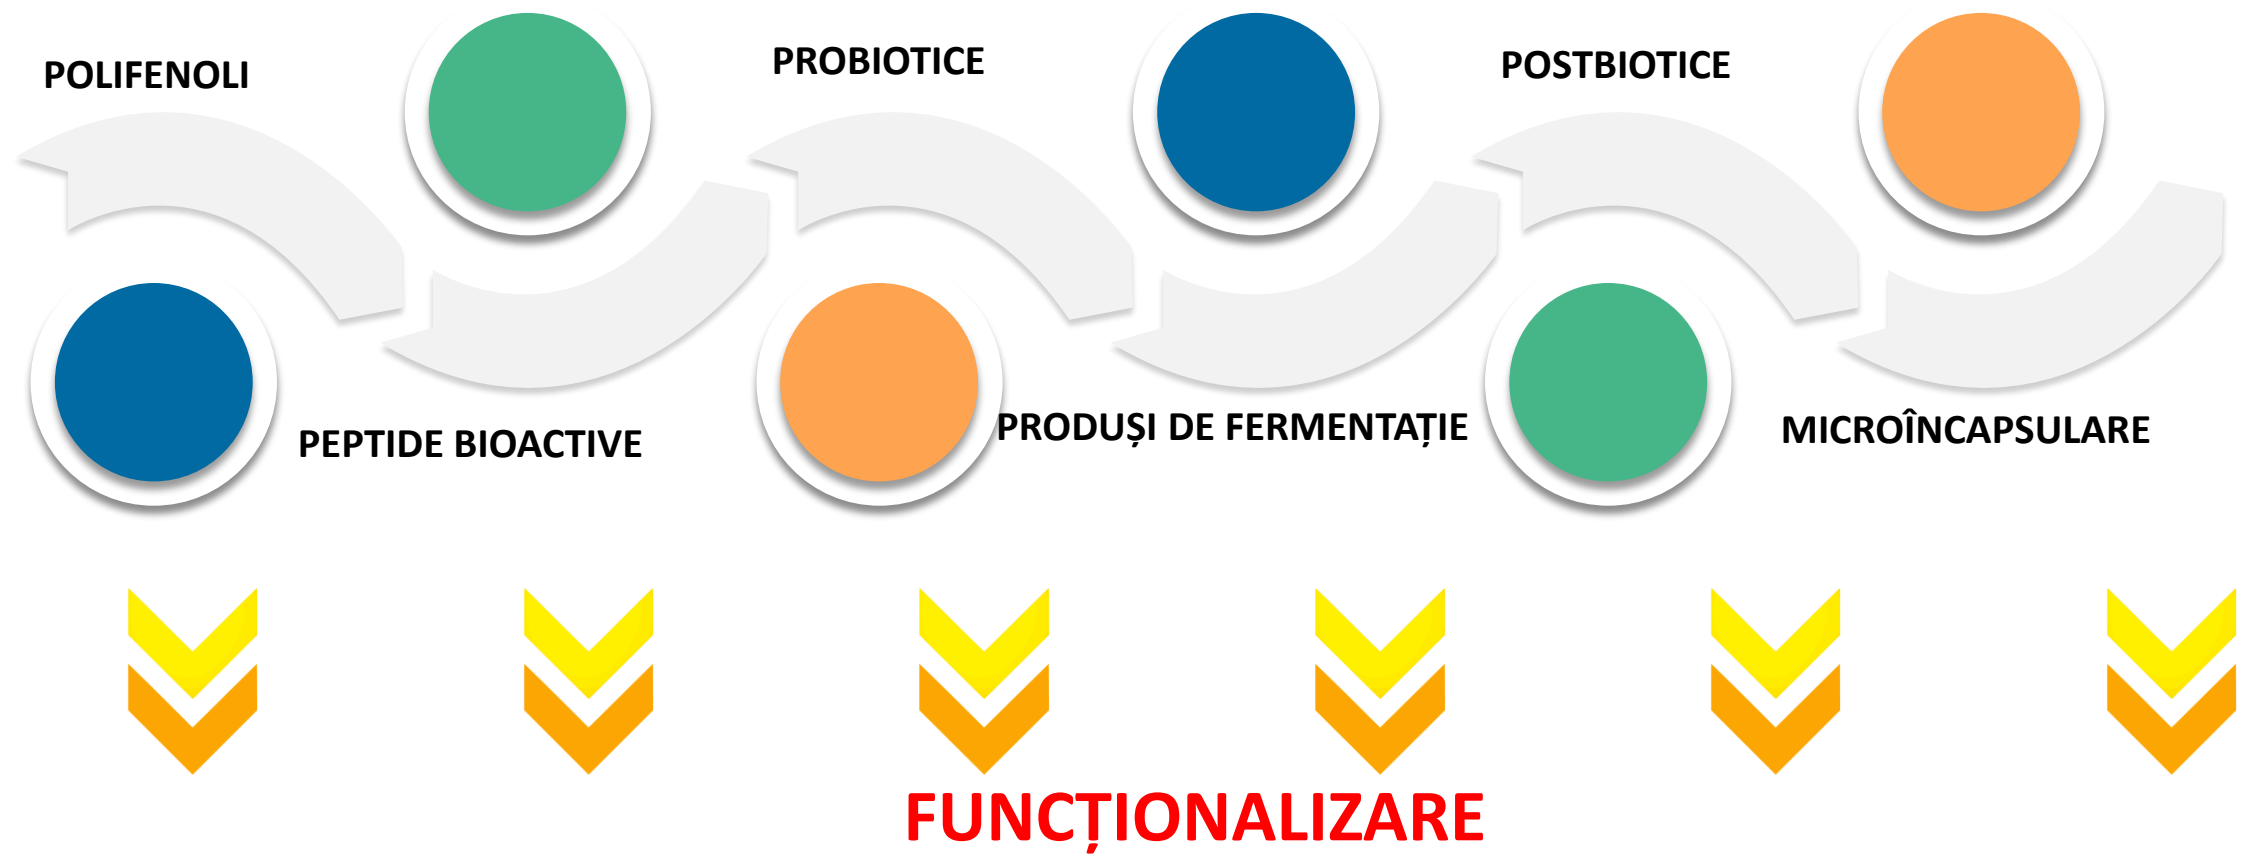 POLIFENOLI
PROBIOTICE
POSTBIOTICE
PEPTIDE BIOACTIVE
PRODUȘI DE FERMENTAȚIE
MICROÎNCAPSULARE
FUNCȚIONALIZARE